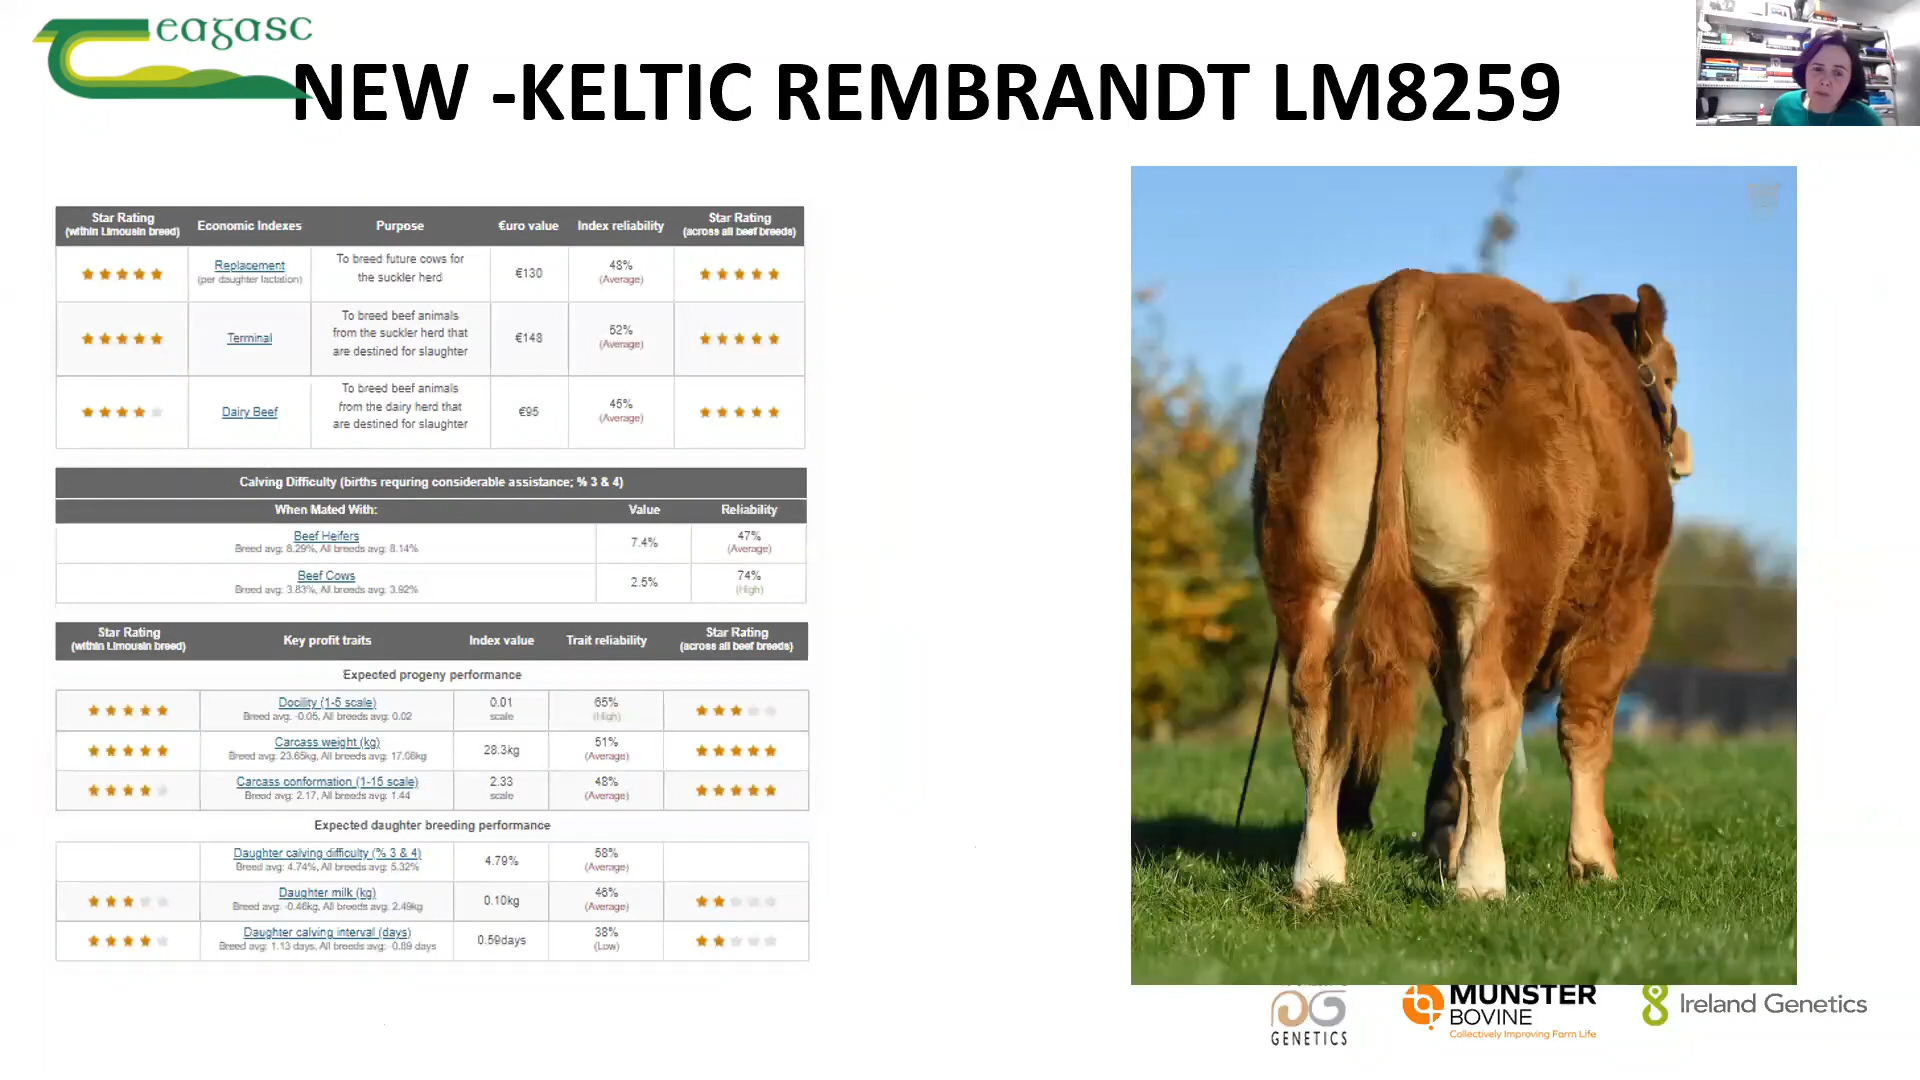 eagasc
NEW -KELTIC REMBRANDT LM8259
Star Rating
(within Limousin breed)
Economic Indexes
Purpose
€uro value
Index reliability
Star Rating
(across all beef breeds)
Replacement
(per daughter lactation)
To breed future cows for
the suckler herd
€130
48%
(Average)
Terminal
To breed beef animals
from the suckler herd that
are destined for slaughter
€148
52%
(Average)
Dairy Beef
To breed beef animals
from the dairy herd that
are destined for slaughter
€95
45%
(Average)
Calving Difficulty (births requring considerable assistance; % 3 & 4)
When Mated With:
Value
Reliability
Beef Heifers
Breed avg: 8.29%, All breeds avg: 8.14%
7.4%
47%
(Average)
Beef Cows
Breed avg: 3.83%, All breeds avg: 3.92%
2.5%
74%
(High)
Star Rating
(within Limousin breed)
Key profit traits
Index value
Trait reliability
Star Rating
(across all beef breeds)
Expected progeny performance
Docility (1-5 scale)
Breed avg: -0.05, All breeds avg: 0.02
0.01
scale
65%
(High)
Carcass weight (kg)
Breed avg: 23.65kg, All breeds avg: 17.06kg
28.3kg
51%
(Average)
Carcass conformation (1-15 scale)
Breed avg: 2.17, All breeds avg: 1.44
2.33
scale
48%
(Average)
Expected daughter breeding performance
Daughter calving difficulty (% 3 & 4)
Breed avg: 4.74%, All breeds avg: 5.32%
4.79%
58%
(Average)
Daughter milk (kg)
Breed avg: -0.46kg, All breeds avg: 2.49kg
0.10kg
46%
(Average)
Daughter calving interval (days)
Breed avg: 1.13 days, All breeds avg: -0.89 days
0.59days
38%
(Low)
GENETICS
MUNSTER
BOVINE
Collectively Improving Farm Life
Ireland Genetics